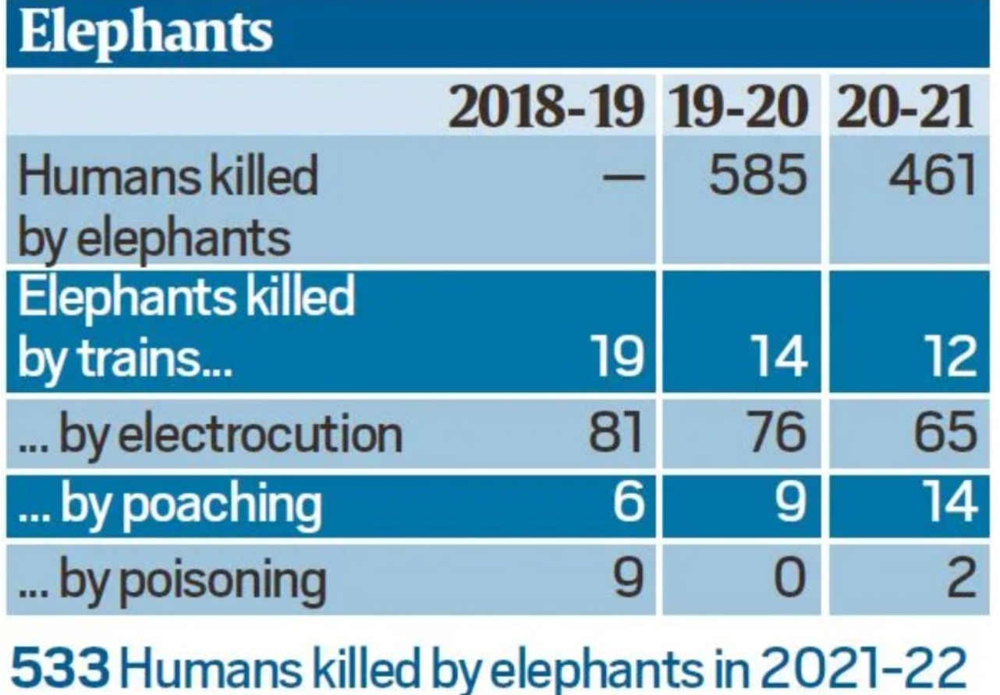 Elephants
2018-19 19-20 20-21
Humans killed — 585 461
by elephants
Elephants killed
by trains... 19 14 12
... by electrocution 81 76 65
... by poaching 6 9 14
... by poisoning 9 0 2
533 Humans killed by elephants in 2021-22